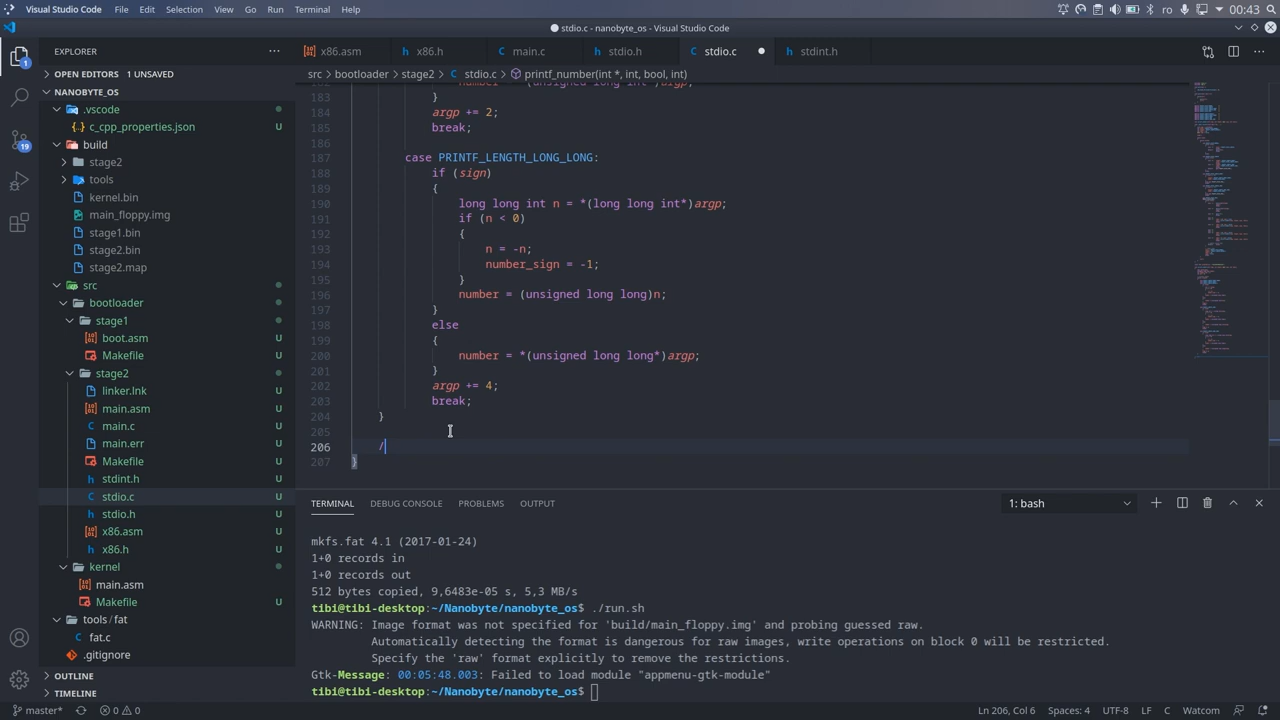 Visual Studio Code File Edit Selection View Go Run Terminal Help ro 00:43
stdio.c - nanobyte_os - Visual Studio Code
EXPLORER
x86.asm x86.h main.c stdio.h stdio.c stdint.h
OPEN EDITORS 1 UNSAVED
src > bootloader > stage2 > stdio.c > printf_number(int *, int, bool, int)
NANOBYTE_OS
.vscode
c_cpp_properties.json U
build
stage2
tools
kernel.bin
main_floppy.img
stage1.bin
stage2.bin
stage2.map
src
bootloader
stage1
boot.asm U
Makefile U
stage2
linker.lnk U
main.asm U
main.c U
main.err U
Makefile U
stdint.h U
stdio.c U
stdio.h U
x86.asm U
x86.h U
kernel
main.asm U
Makefile U
tools/fat
fat.c U
.gitignore U
OUTLINE
TIMELINE
183 }
184 argp += 2;
185 break;
186
187 case PRINTF_LENGTH_LONG_LONG:
188 if (sign)
189 {
190 long long int n = *(long long int*)argp;
191 if (n < 0)
192 {
193 n = -n;
194 number_sign = -1;
195 }
196 number = (unsigned long long)n;
197 }
198 else
199
200 number = *(unsigned long long*)argp;
201 }
202 argp += 4;
203 break;
204 }
205
206 /
207 }
TERMINAL DEBUG CONSOLE PROBLEMS OUTPUT 1: bash
mkfs.fat 4.1 (2017-01-24)
1+0 records in
1+0 records out
512 bytes copied, 9,6483e-05 s, 5,3 MB/s
tibi@tibi-desktop:~/Nanobyte/nanobyte_os$ ./run.sh
WARNING: Image format was not specified for 'build/main_floppy.img' and probing guessed raw.
Automatically detecting the format is dangerous for raw images, write operations on block 0 will be restricted.
Specify the 'raw' format explicitly to remove the restrictions.
Gtk-Message: 00:05:48.003: Failed to load module "appmenu-gtk-module"
tibi@tibi-desktop:~/Nanobyte/nanobyte_os$
master* 0 0 Ln 206, Col 6 Spaces: 4 UTF-8 LF C Watcom